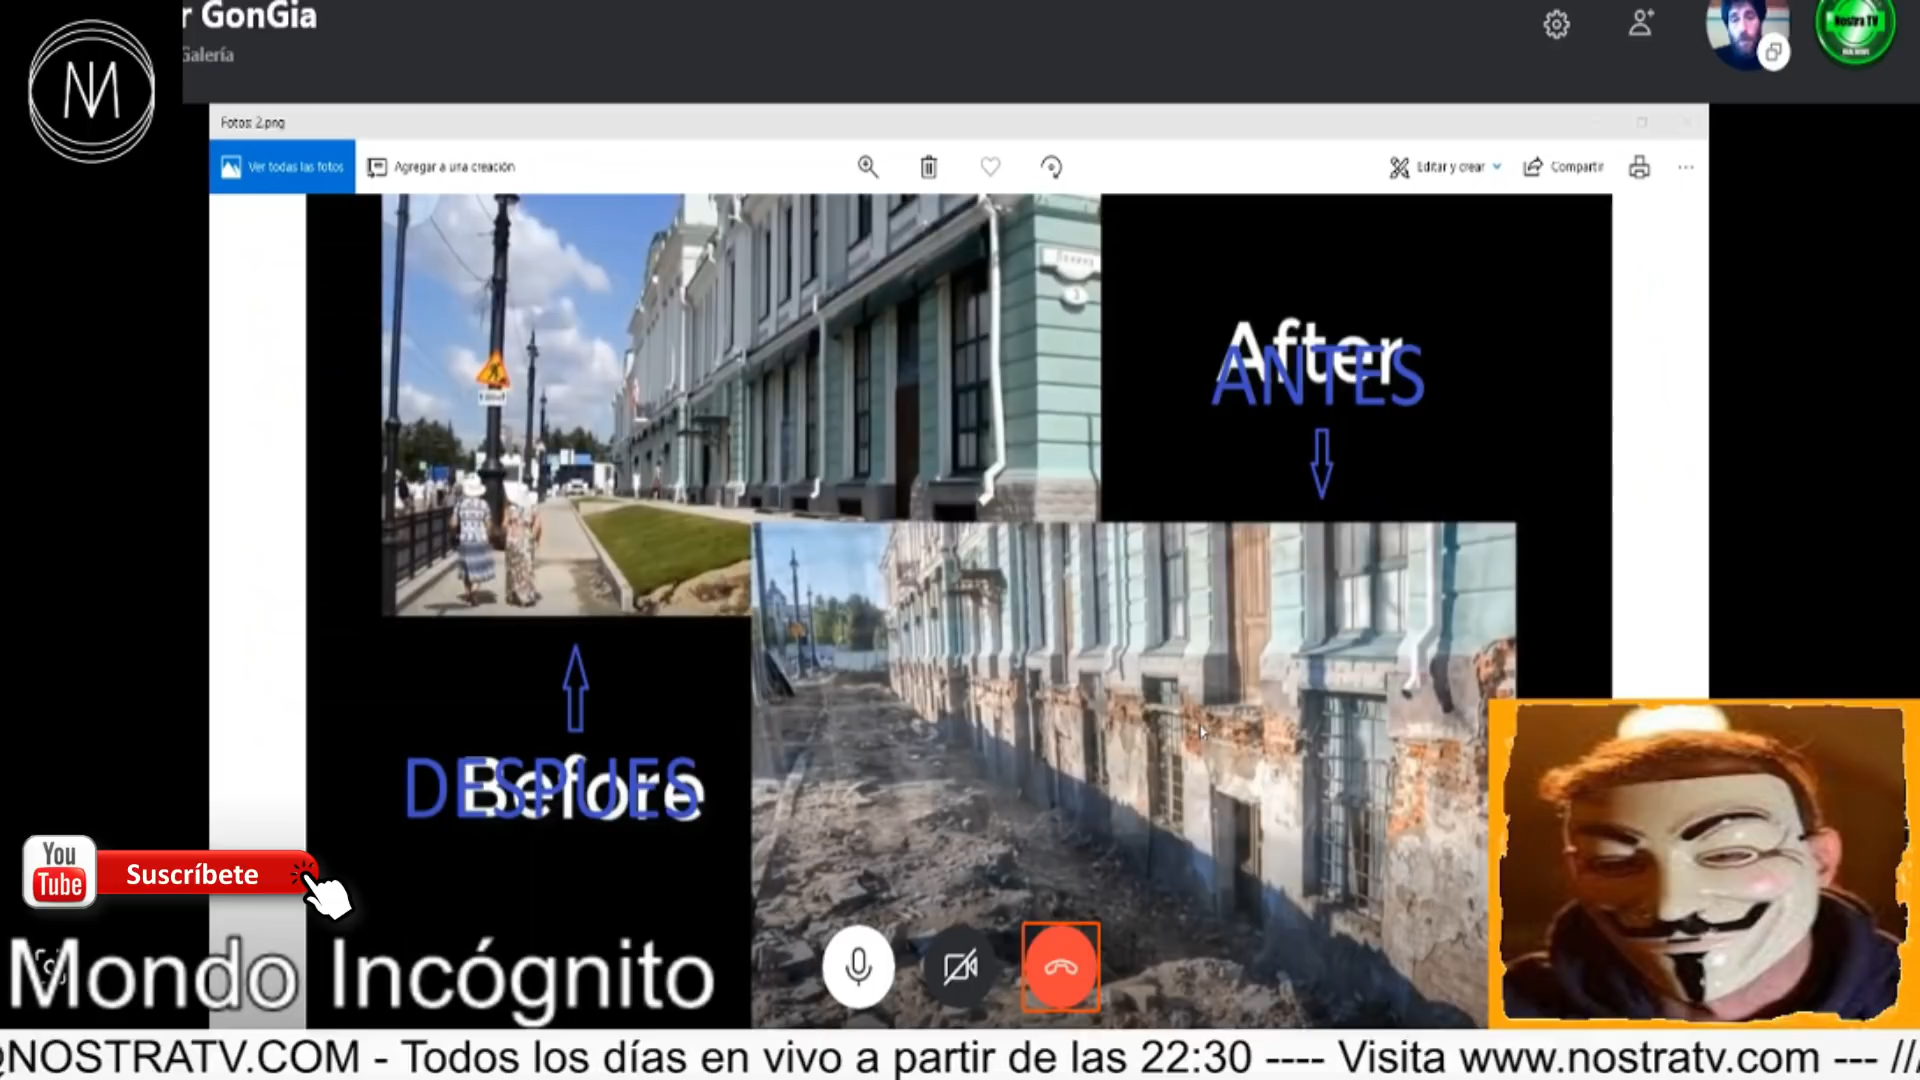 r GonGia
Galería
Nostra TV
Fotos: 2.png
Ver todas las fotos
Agregar a una creación
Editar y crear
Compartir
After
ANTES
DESPUES
Before
You
Tube
Suscríbete
Mondo Incógnito
@NOSTRATV.COM - Todos los días en vivo a partir de las 22:30 ---- Visita www.nostratv.com --- //